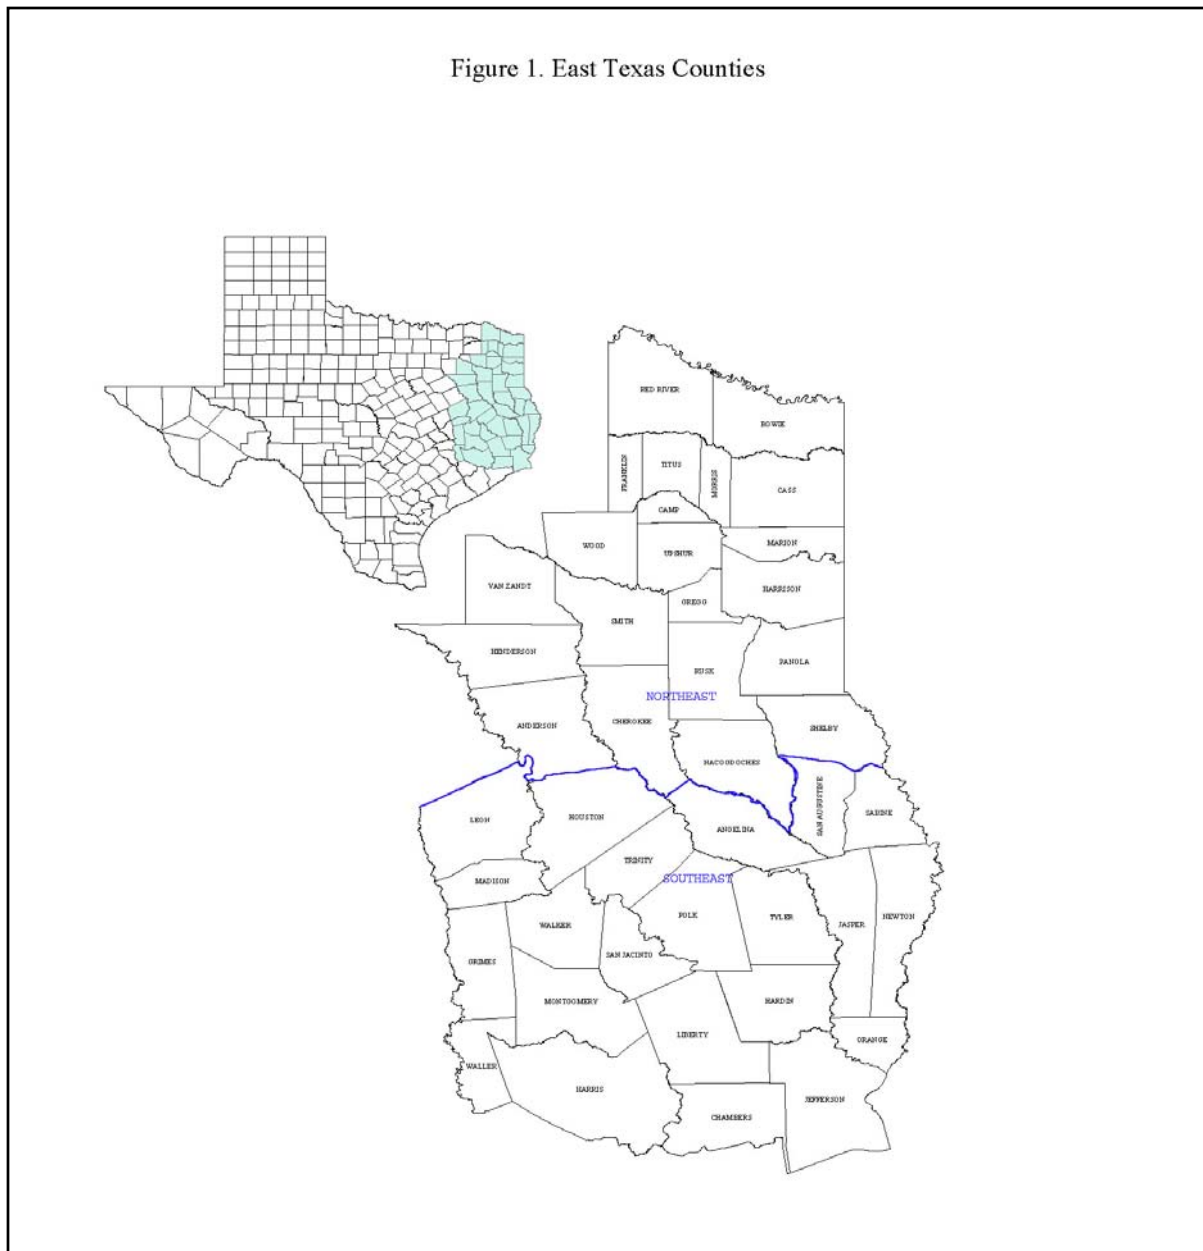 Figure 1. East Texas Counties
RED RIVER
BOWIE
FRANKLIN
TITUS
MORRIS
CASS
CAMP
WOOD
UPSHUR
MARION
VAN ZANDT
HARRISON
GREGG
SMITH
HENDERSON
RUSK
PANOLA
NORTHEAST
ANDERSON
CHEROKEE
SHELBY
NACOGDOCHES
LEON
HOUSTON
ANGELINA
SAN AUGUSTINE
SABINE
TRINITY
MADISON
SOUTHEAST
WALKER
POLK
TYLER
JASPER
NEWTON
GRIMES
SAN JACINTO
MONTGOMERY
HARDIN
LIBERTY
ORANGE
WALLER
HARRIS
JEFFERSON
CHAMBERS